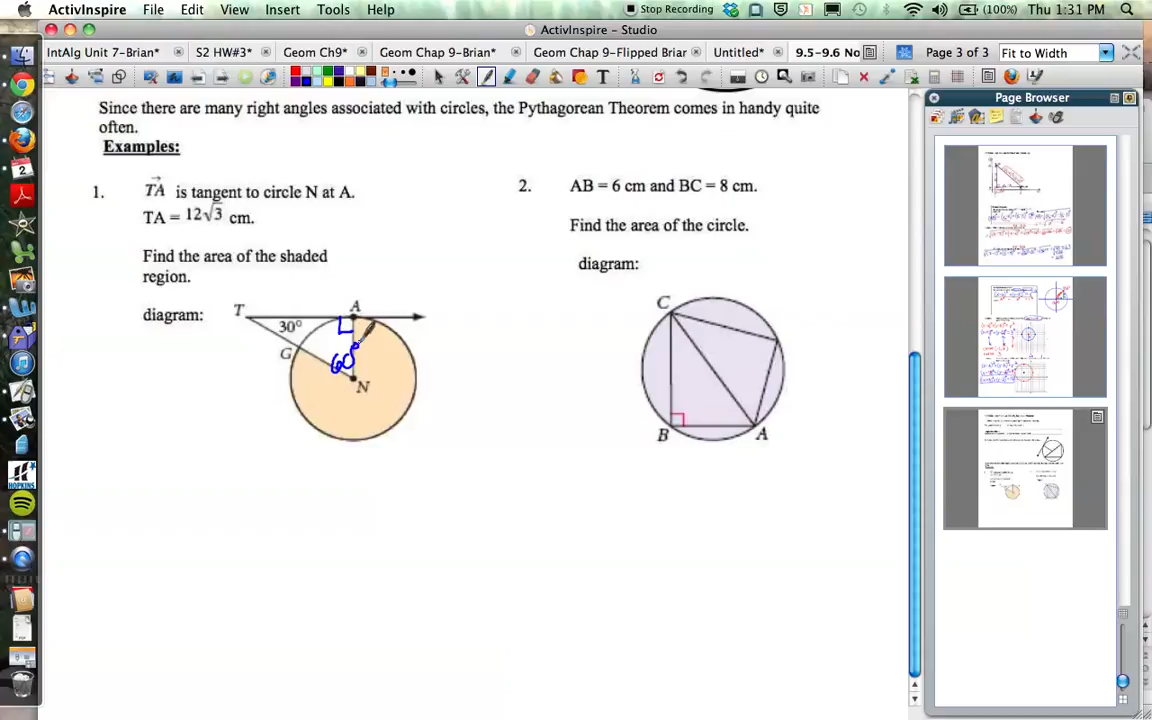 ActivInspire File Edit View Insert Tools Help Stop Recording (100%) Thu 1:31 PM
ActivInspire - Studio
IntAlg Unit 7-Brian* S2 HW#3* Geom Ch9* Geom Chap 9-Brian* Geom Chap 9-Flipped Briar Untitled* 9.5-9.6 No Page 3 of 3 Fit to Width
Page Browser
Since there are many right angles associated with circles, the Pythagorean Theorem comes in handy quite
often.
Examples:
1. TA is tangent to circle N at A.
TA = 12√3 cm.
Find the area of the shaded
region.
diagram:
T
A
30°
G
60°
N
2. AB = 6 cm and BC = 8 cm.
Find the area of the circle.
diagram:
C
B
A
HOPKINS